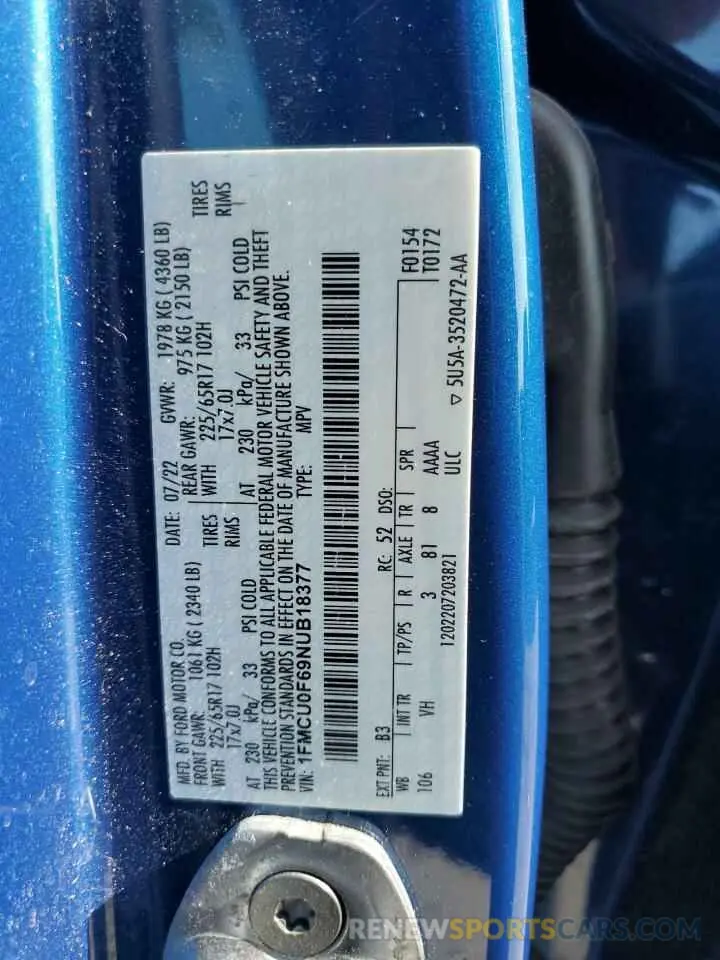 MFD. BY FORD MOTOR CO. DATE: 07/22 GVWR: 1978 KG ( 4360 LB)
FRONT GAWR: 1061 KG ( 2340 LB) REAR GAWR: 975 KG ( 2150 LB)
WITH 225/65R17 102H TIRES WITH 225/65R17 102H TIRES
17x7.0J RIMS 17x7.0J RIMS
AT 230 kPa/ 33 PSI COLD AT 230 kPa/ 33 PSI COLD
THIS VEHICLE CONFORMS TO ALL APPLICABLE FEDERAL MOTOR VEHICLE SAFETY AND THEFT
PREVENTION STANDARDS IN EFFECT ON THE DATE OF MANUFACTURE SHOWN ABOVE.
VIN: 1FMCU0F69NUB18377 TYPE: MPV
EXT PNT: B3 RC: 52 DSO: F0154
WB INT TR TP/PS R AXLE TR SPR T0172
106 VH 3 81 8 AAAA
1202207203821 ULC ▽ 5U5A-3520472-AA
RENEWSPORTSCARS.COM